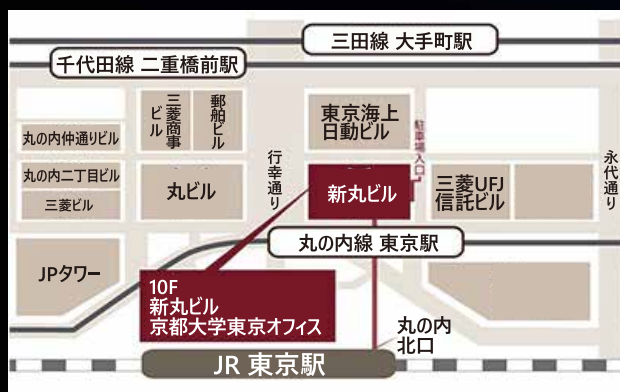 三田線 大手町駅
千代田線 二重橋前駅
三菱商事
ビル
郵船ビル
東京海上
日動ビル
駐車場入口
丸の内仲通りビル
丸の内二丁目ビル
三菱ビル
丸ビル
行幸通り
新丸ビル
三菱UFJ
信託ビル
永代通り
丸の内線 東京駅
JPタワー
10F
新丸ビル
京都大学東京オフィス
丸の内
北口
JR 東京駅